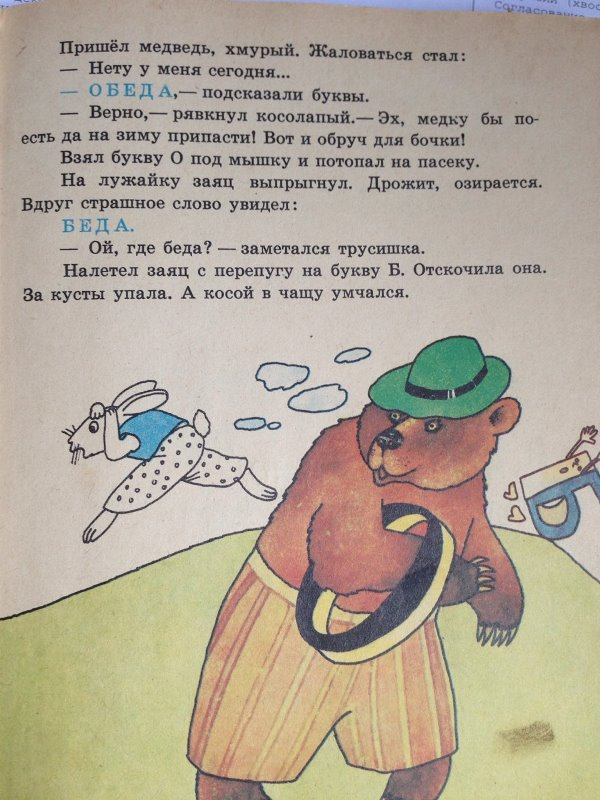 хвос
Согласование
Пришёл медведь, хмурый. Жаловаться стал:
— Нету у меня сегодня...
— ОБЕДА,— подсказали буквы.
— Верно,— рявкнул косолапый.— Эх, медку бы по-
есть да на зиму припасти! Вот и обруч для бочки!
Взял букву О под мышку и потопал на пасеку.
На лужайку заяц выпрыгнул. Дрожит, озирается.
Вдруг страшное слово увидел:
БЕДА.
— Ой, где беда? — заметался трусишка.
Налетел заяц с перепугу на букву Б. Отскочила она.
За кусты упала. А косой в чащу умчался.
Б